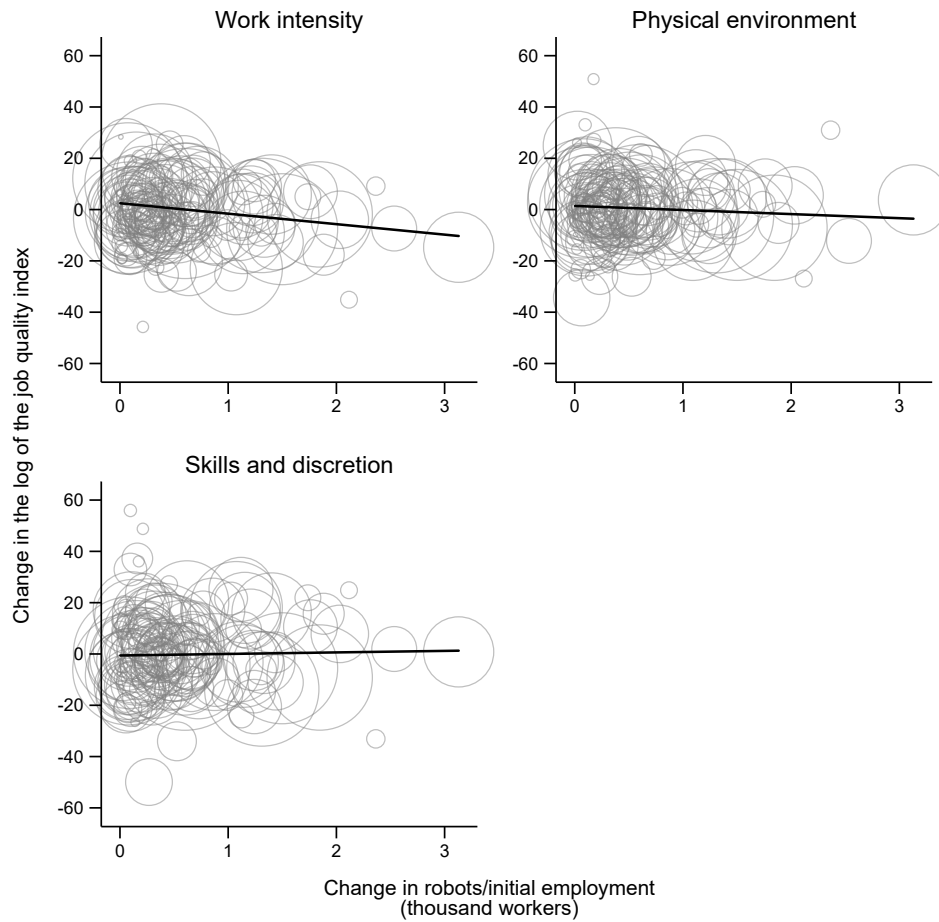 Work intensity
Physical environment
60
40
20
0
-20
-40
-60
0 1 2 3
60
40
20
0
-20
-40
-60
0 1 2 3
Change in the log of the job quality index
Skills and discretion
60
40
20
0
-20
-40
-60
0 1 2 3
Change in robots/initial employment
(thousand workers)